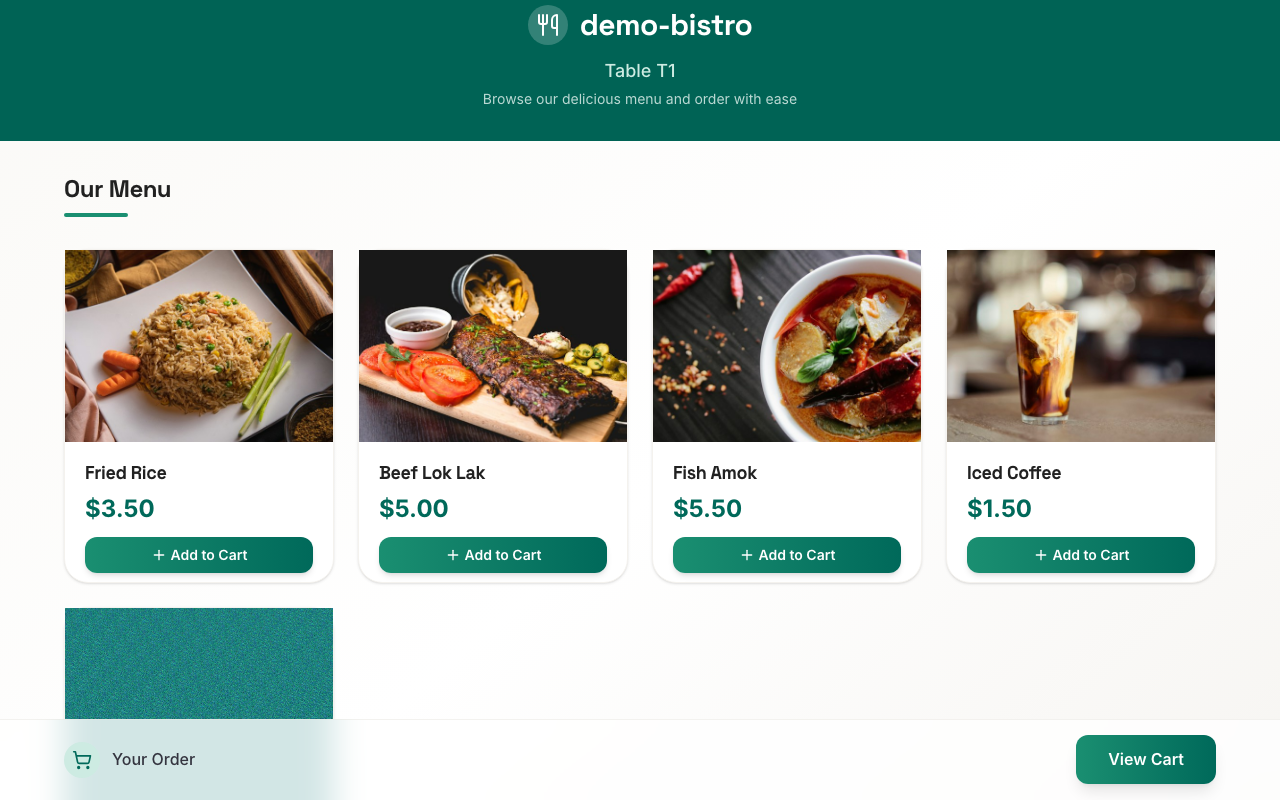 demo-bistro
Table T1
Browse our delicious menu and order with ease
Our Menu
Fried Rice
$3.50
+ Add to Cart
Beef Lok Lak
$5.00
+ Add to Cart
Fish Amok
$5.50
+ Add to Cart
Iced Coffee
$1.50
+ Add to Cart
Your Order
View Cart